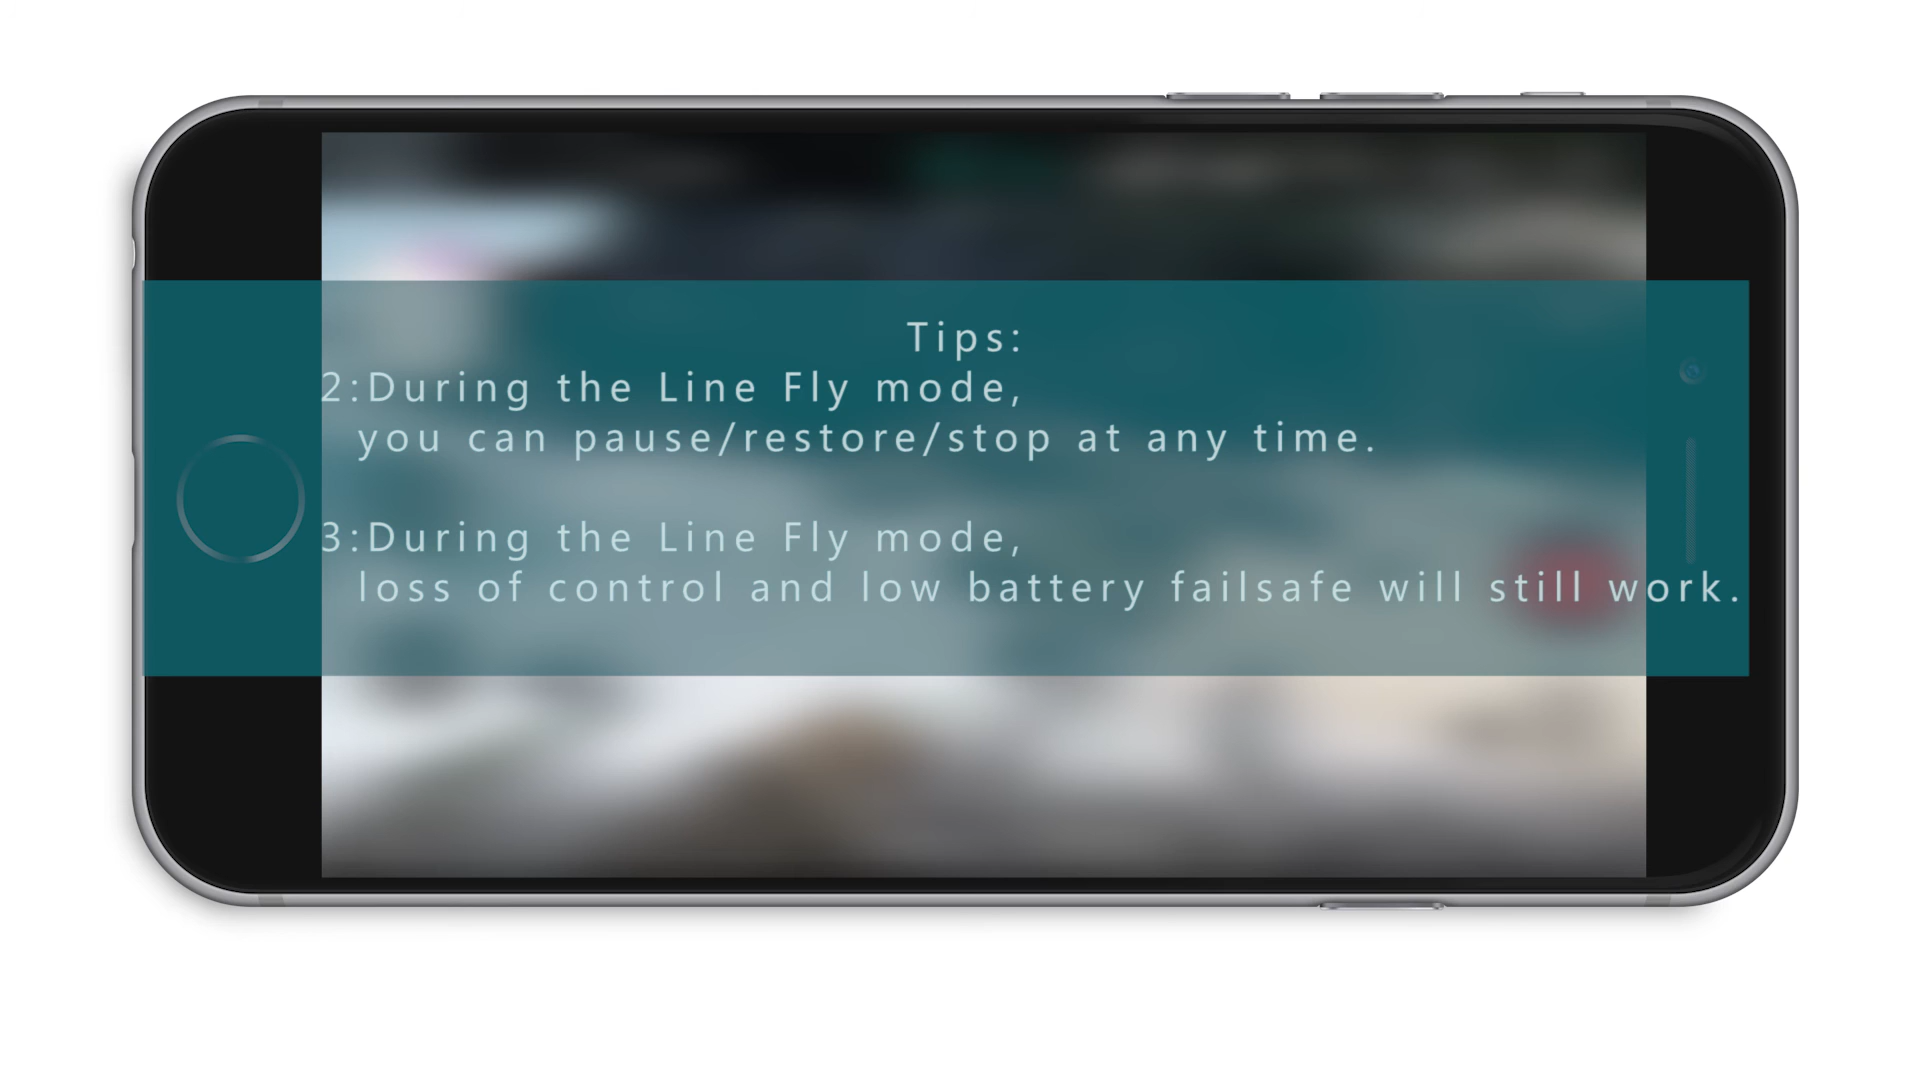 Tips:
2:During the Line Fly mode,
you can pause/restore/stop at any time.
3:During the Line Fly mode,
loss of control and low battery failsafe will still work.